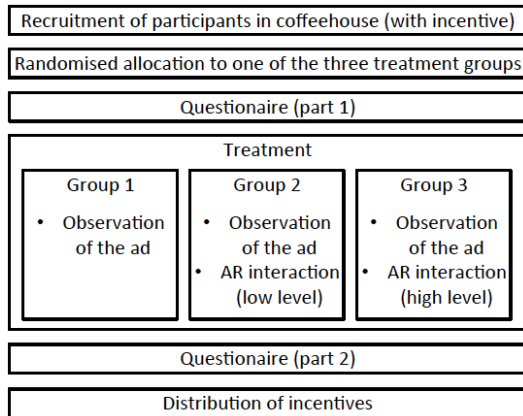 Recruitment of participants in coffeehouse (with incentive)
Randomised allocation to one of the three treatment groups
Questionaire (part 1)
Treatment
Group 1
• Observation
of the ad
Group 2
• Observation
of the ad
• AR interaction
(low level)
Group 3
• Observation
of the ad
• AR interaction
(high level)
Questionaire (part 2)
Distribution of incentives